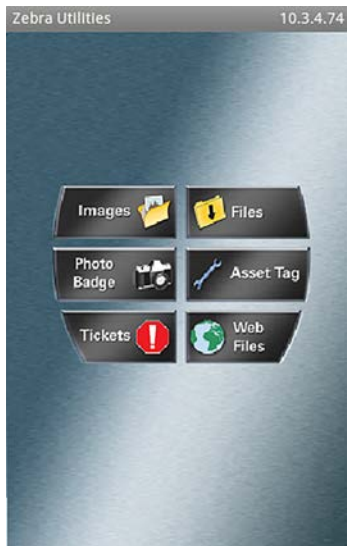 Zebra Utilities 10.3.4.74
Images
Files
Photo
Badge
Asset Tag
Tickets
Web
Files